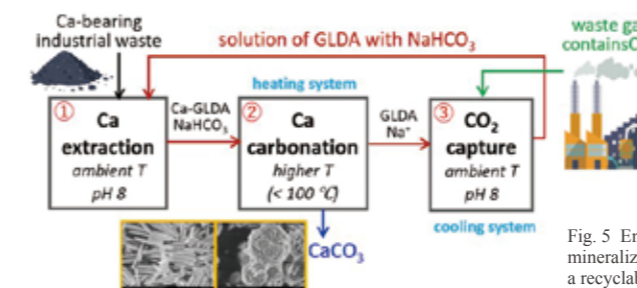 Ca-bearing
industrial waste
solution of GLDA with NaHCO₃
waste ga
containsC
heating system
① Ca
extraction
ambient T
pH 8
Ca-GLDA
NaHCO₃
② Ca
carbonation
higher T
(< 100 °C)
GLDA
Na⁺
③ CO₂
capture
ambient T
pH 8
cooling system
CaCO₃
Fig. 5 En
mineraliz
a recyclab